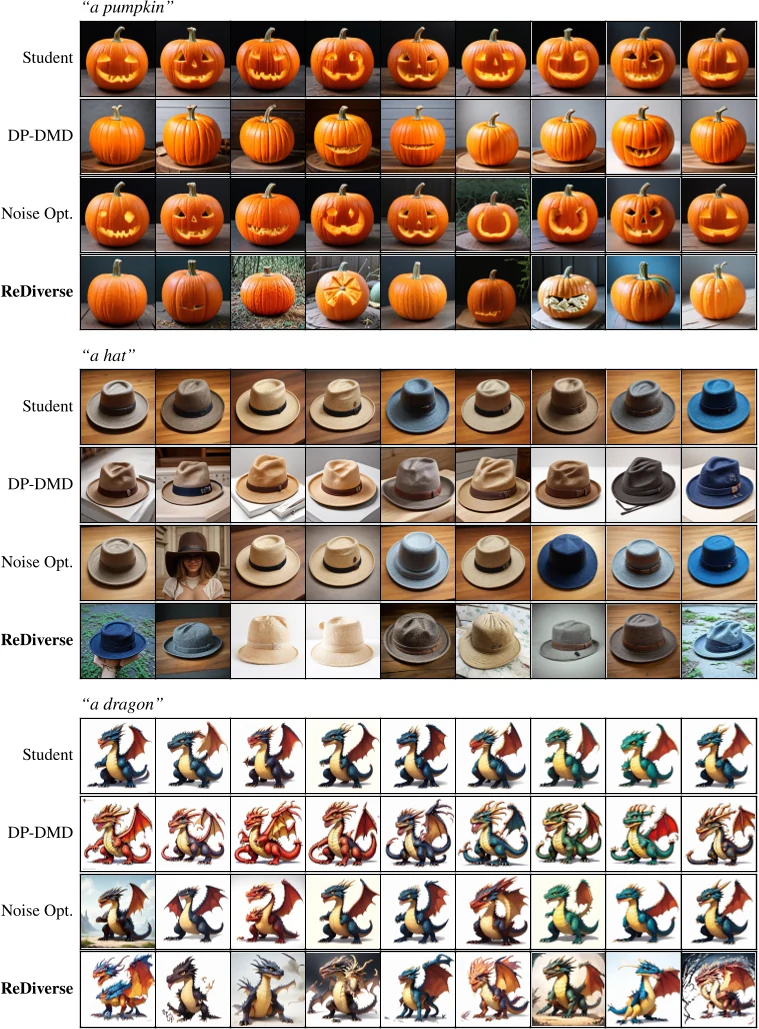 “a pumpkin”
Student
DP-DMD
Noise Opt.
ReDiverse
“a hat”
Student
DP-DMD
Noise Opt.
ReDiverse
“a dragon”
Student
DP-DMD
Noise Opt.
ReDiverse